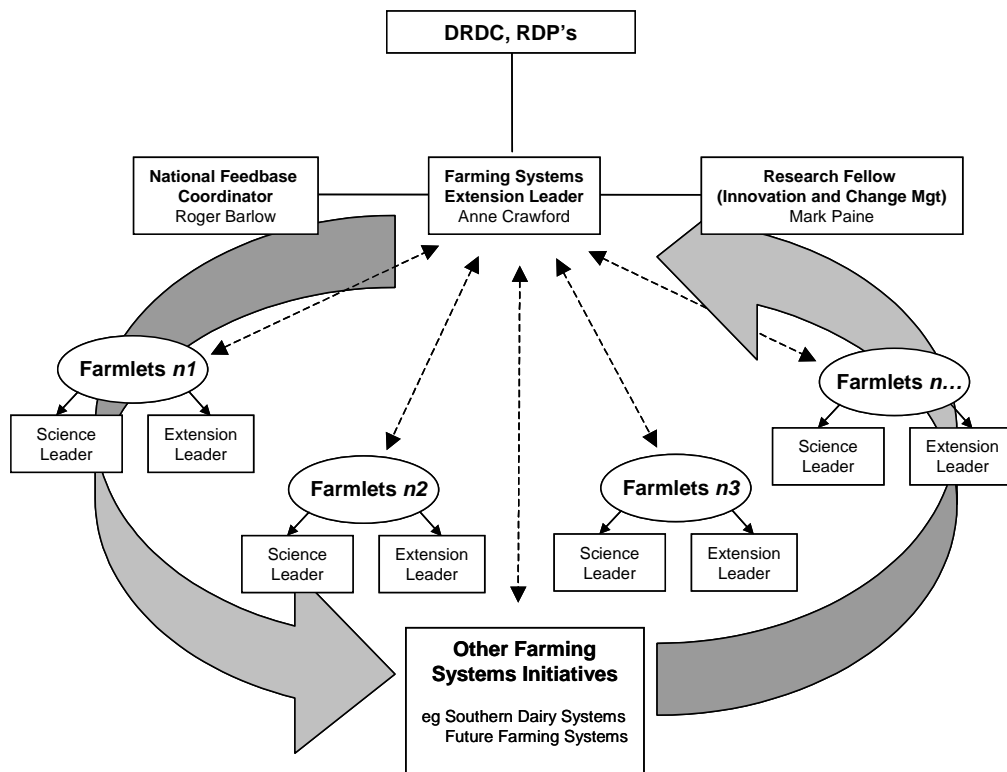 DRDC, RDP's
National Feedbase
Coordinator
Roger Barlow
Farming Systems
Extension Leader
Anne Crawford
Research Fellow
(Innovation and Change Mgt)
Mark Paine
Farmlets n1
Science
Leader
Extension
Leader
Farmlets n2
Science
Leader
Extension
Leader
Farmlets n3
Science
Leader
Extension
Leader
Farmlets n...
Science
Leader
Extension
Leader
Other Farming
Systems Initiatives
eg Southern Dairy Systems
Future Farming Systems